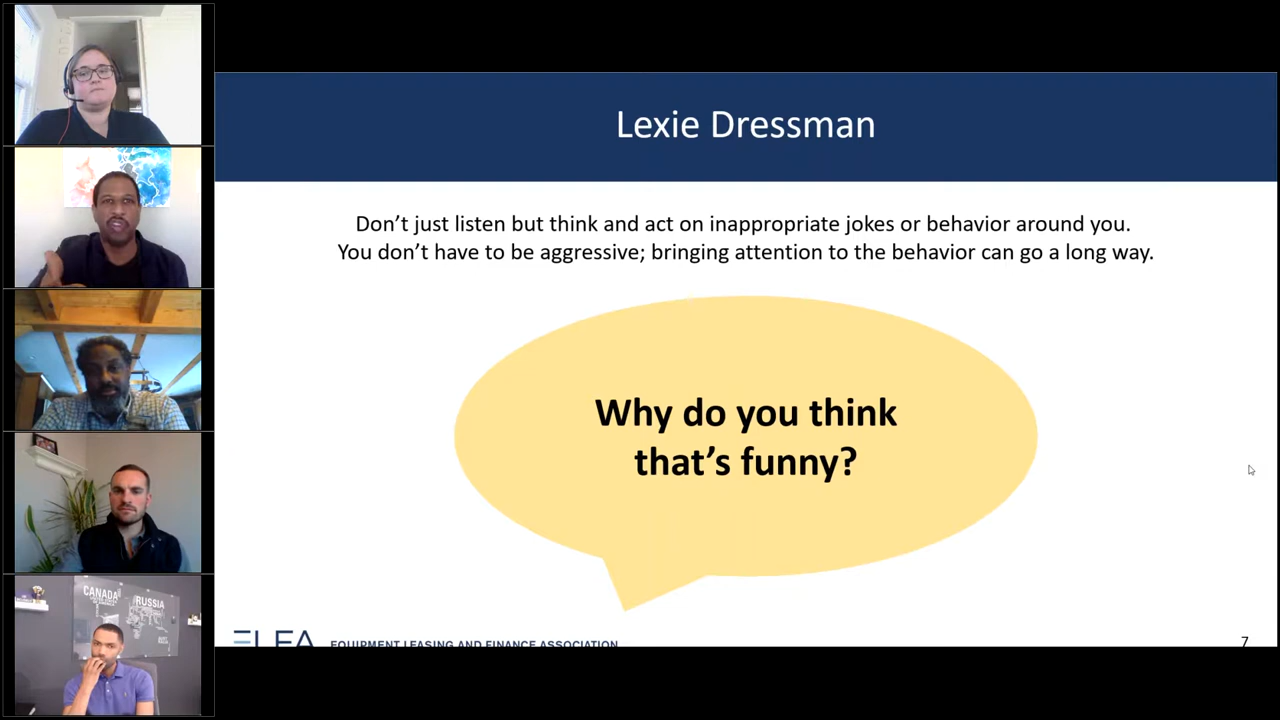 Lexie Dressman
Don't just listen but think and act on inappropriate jokes or behavior around you.
You don't have to be aggressive; bringing attention to the behavior can go a long way.
Why do you think
that's funny?
ELFA EQUIPMENT LEASING AND FINANCE ASSOCIATION
7
CANADA
RUSSIA